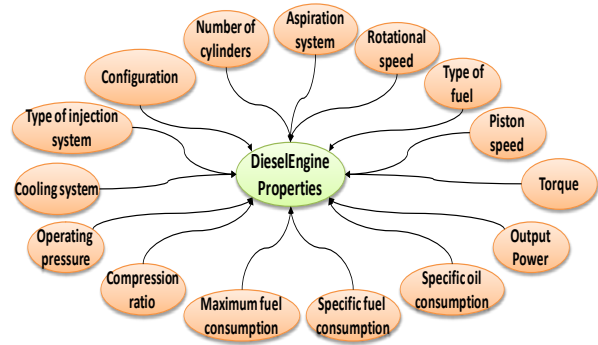 Number of
cylinders
Aspiration
system
Rotational
speed
Configuration
Type of
fuel
Type of injection
system
Piston
speed
DieselEngine
Properties
Cooling system
Torque
Operating
pressure
Output
Power
Compression
ratio
Specific oil
consumption
Maximum fuel
consumption
Specific fuel
consumption